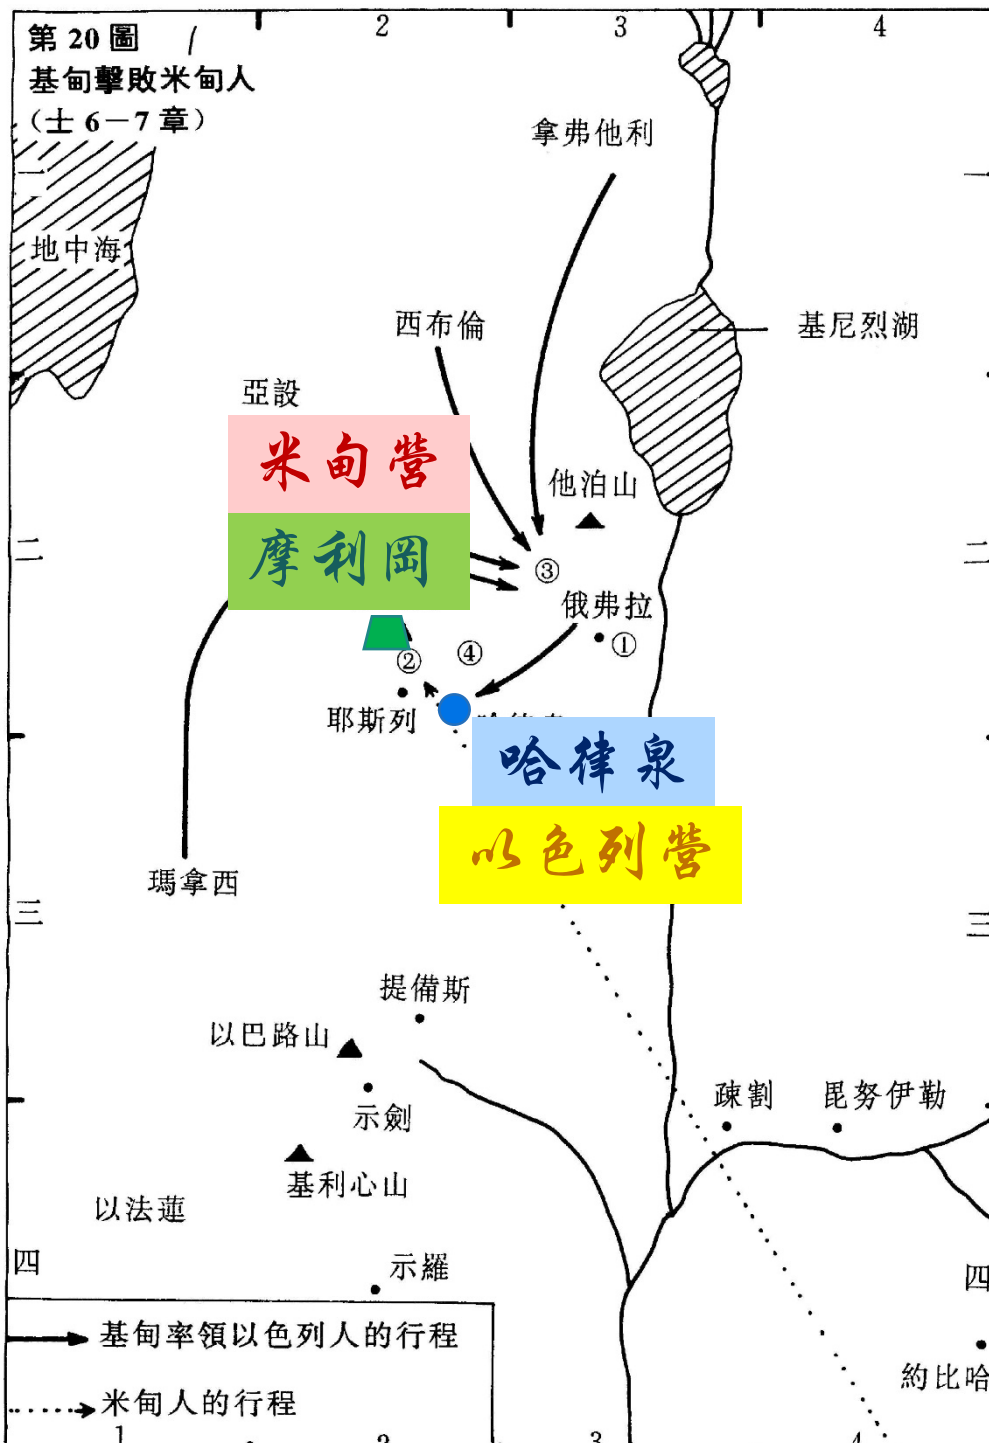 2
3
4
第 20 圖
基甸擊敗米甸人
（士 6－7 章）
拿弗他利
一
一
地中海
西布倫
基尼烈湖
亞設
米甸營
他泊山
摩利岡
二
二
③
俄弗拉
①
④
②
耶斯列
哈律泉
以色列營
瑪拿西
三
三
提備斯
以巴路山
疎割
毘努伊勒
示劍
基利心山
以法蓮
示羅
四
四
基甸率領以色列人的行程
約比哈
米甸人的行程
1
2
3
4